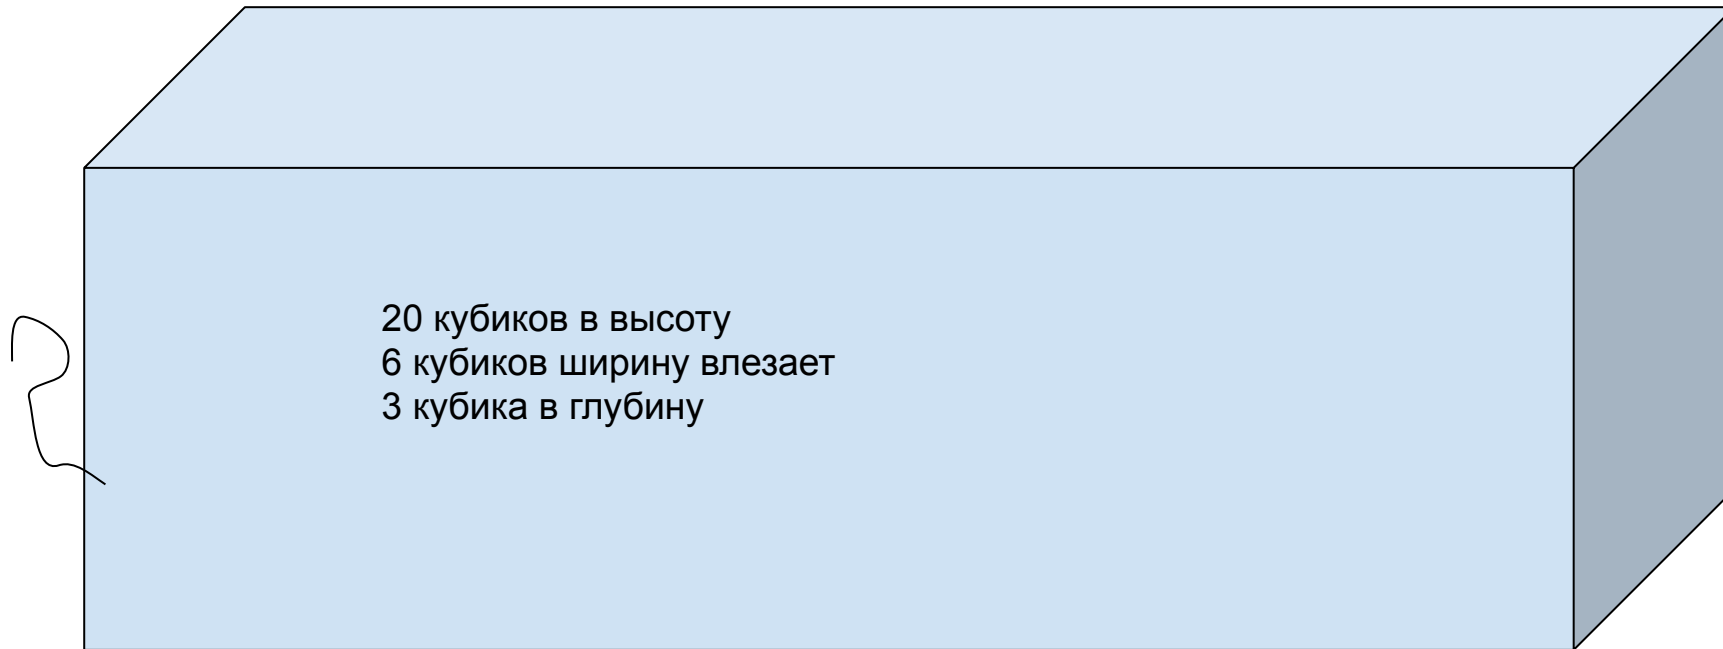 20 кубиков в высоту
6 кубиков ширину влезает
3 кубика в глубину